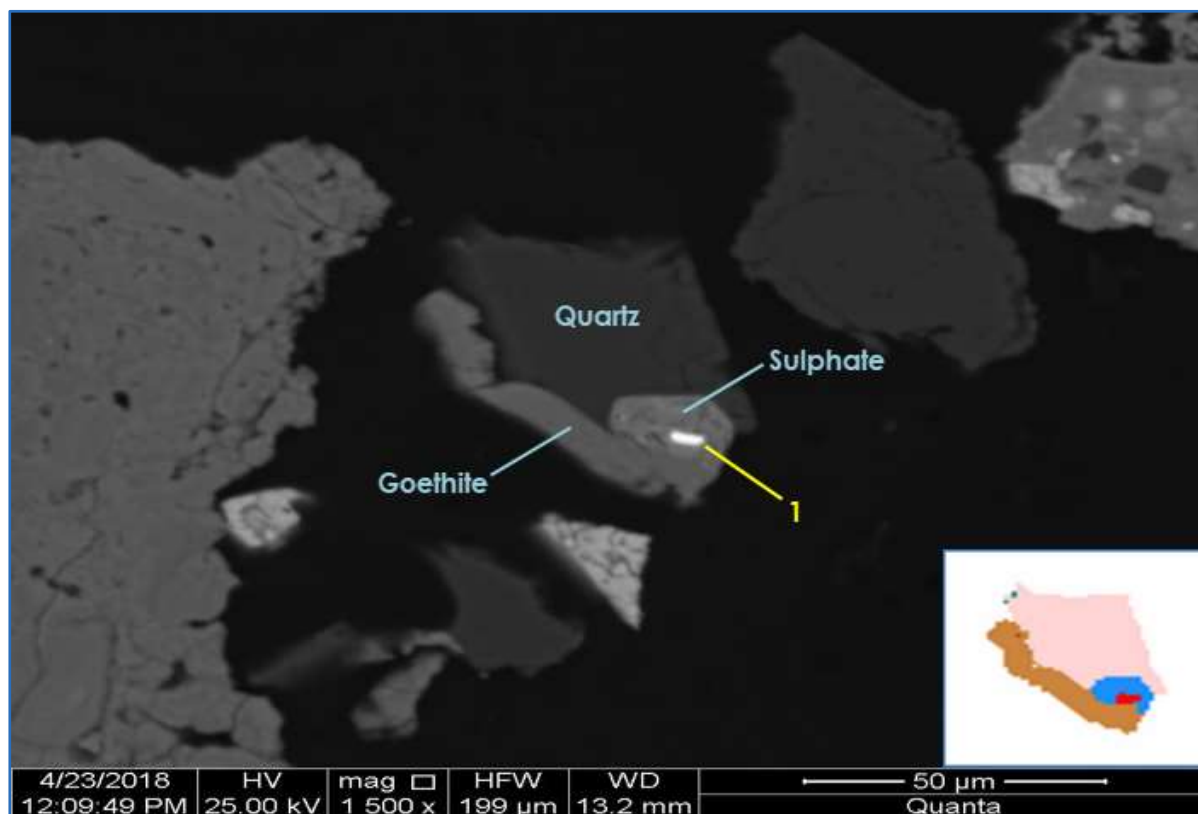 Quartz
Sulphate
Goethite
1
4/23/2018 HV mag HFW WD 50 µm
12:09:49 PM 25.00 kV 1 500 x 199 µm 13.2 mm Quanta